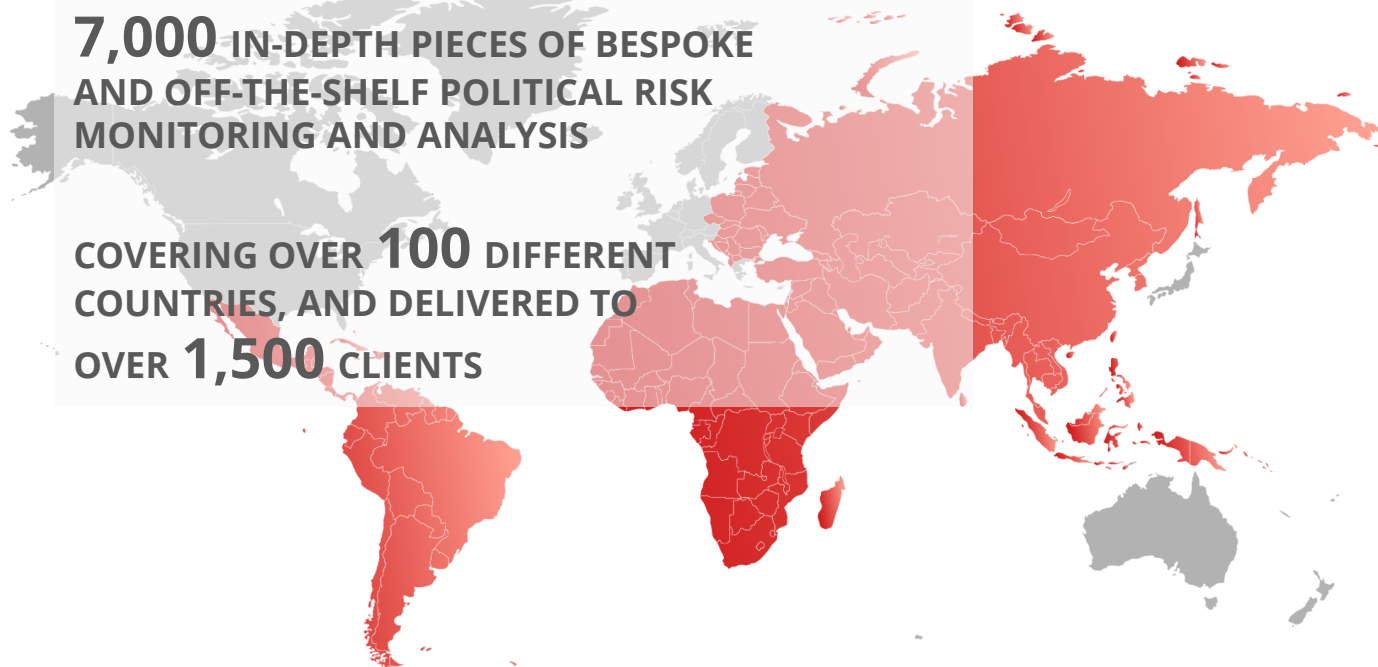 7,000 IN-DEPTH PIECES OF BESPOKE
AND OFF-THE-SHELF POLITICAL RISK
MONITORING AND ANALYSIS
COVERING OVER 100 DIFFERENT
COUNTRIES, AND DELIVERED TO
OVER 1,500 CLIENTS